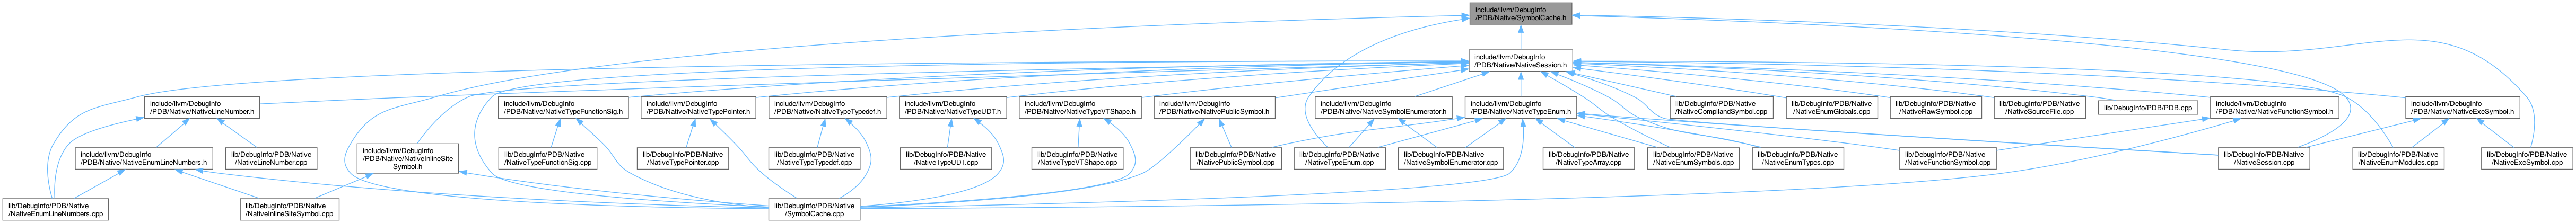 include/llvm/DebugInfo
/PDB/Native/SymbolCache.h
include/llvm/DebugInfo
/PDB/Native/NativeSession.h
include/llvm/DebugInfo
/PDB/Native/NativeLineNumber.h
include/llvm/DebugInfo
/PDB/Native/NativeTypeFunctionSig.h
include/llvm/DebugInfo
/PDB/Native/NativeTypePointer.h
include/llvm/DebugInfo
/PDB/Native/NativeTypeTypedef.h
include/llvm/DebugInfo
/PDB/Native/NativeTypeUDT.h
include/llvm/DebugInfo
/PDB/Native/NativeTypeVTShape.h
include/llvm/DebugInfo
/PDB/Native/NativePublicSymbol.h
include/llvm/DebugInfo
/PDB/Native/NativeSymbolEnumerator.h
include/llvm/DebugInfo
/PDB/Native/NativeTypeEnum.h
lib/DebugInfo/PDB/Native
/NativeCompilandSymbol.cpp
lib/DebugInfo/PDB/Native
/NativeEnumGlobals.cpp
lib/DebugInfo/PDB/Native
/NativeRawSymbol.cpp
lib/DebugInfo/PDB/Native
/NativeSourceFile.cpp
lib/DebugInfo/PDB/PDB.cpp
include/llvm/DebugInfo
/PDB/Native/NativeFunctionSymbol.h
include/llvm/DebugInfo
/PDB/Native/NativeExeSymbol.h
include/llvm/DebugInfo
/PDB/Native/NativeEnumLineNumbers.h
lib/DebugInfo/PDB/Native
/NativeLineNumber.cpp
include/llvm/DebugInfo
/PDB/Native/NativeInlineSite
Symbol.h
lib/DebugInfo/PDB/Native
/NativeTypeFunctionSig.cpp
lib/DebugInfo/PDB/Native
/NativeTypePointer.cpp
lib/DebugInfo/PDB/Native
/NativeTypeTypedef.cpp
lib/DebugInfo/PDB/Native
/NativeTypeUDT.cpp
lib/DebugInfo/PDB/Native
/NativeTypeVTShape.cpp
lib/DebugInfo/PDB/Native
/NativePublicSymbol.cpp
lib/DebugInfo/PDB/Native
/NativeTypeEnum.cpp
lib/DebugInfo/PDB/Native
/NativeSymbolEnumerator.cpp
lib/DebugInfo/PDB/Native
/NativeTypeArray.cpp
lib/DebugInfo/PDB/Native
/NativeEnumSymbols.cpp
lib/DebugInfo/PDB/Native
/NativeEnumTypes.cpp
lib/DebugInfo/PDB/Native
/NativeFunctionSymbol.cpp
lib/DebugInfo/PDB/Native
/NativeSession.cpp
lib/DebugInfo/PDB/Native
/NativeEnumModules.cpp
lib/DebugInfo/PDB/Native
/NativeExeSymbol.cpp
lib/DebugInfo/PDB/Native
/NativeEnumLineNumbers.cpp
lib/DebugInfo/PDB/Native
/NativeInlineSiteSymbol.cpp
lib/DebugInfo/PDB/Native
/SymbolCache.cpp